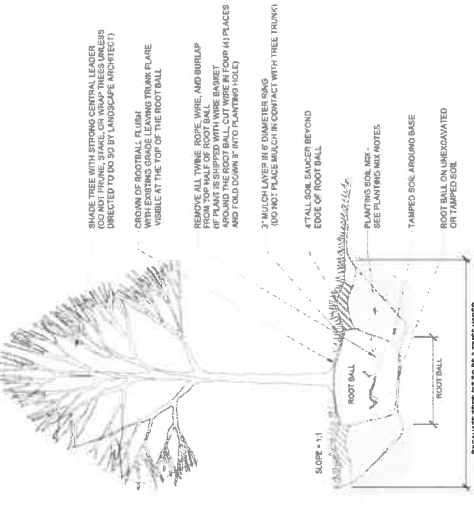 SHADE TREE WITH STRONG CENTRAL LEADER
(DO NOT PRUNE, STAKE, OR WRAP TREES UNLESS
DIRECTED TO DO SO BY LANDSCAPE ARCHITECT)
CROWN OF ROOTBALL FLUSH
WITH EXISTING GRADE LEAVING TRUNK FLARE
VISIBLE AT THE TOP OF THE ROOT BALL
REMOVE ALL TWINE, ROPE, WIRE, AND BURLAP
FROM TOP HALF OF ROOT BALL
(IF PLANT IS SHIPPED WITH WIRE BASKET
AROUND THE ROOT BALL, CUT WIRE IN FOUR (4) PLACES
AND FOLD DOWN 8" INTO PLANTING HOLE)
3" MULCH LAYER IN 6' DIAMETER RING
(DO NOT PLACE MULCH IN CONTACT WITH TREE TRUNK)
4" TALL SOIL SAUCER BEYOND
EDGE OF ROOT BALL
PLANTING SOIL MIX -
SEE PLANTING MIX NOTES
TAMPED SOIL AROUND BASE
ROOT BALL ON UNEXCAVATED
OR TAMPED SOIL
SLOPE = 1:1
ROOT BALL
ROOT BALL